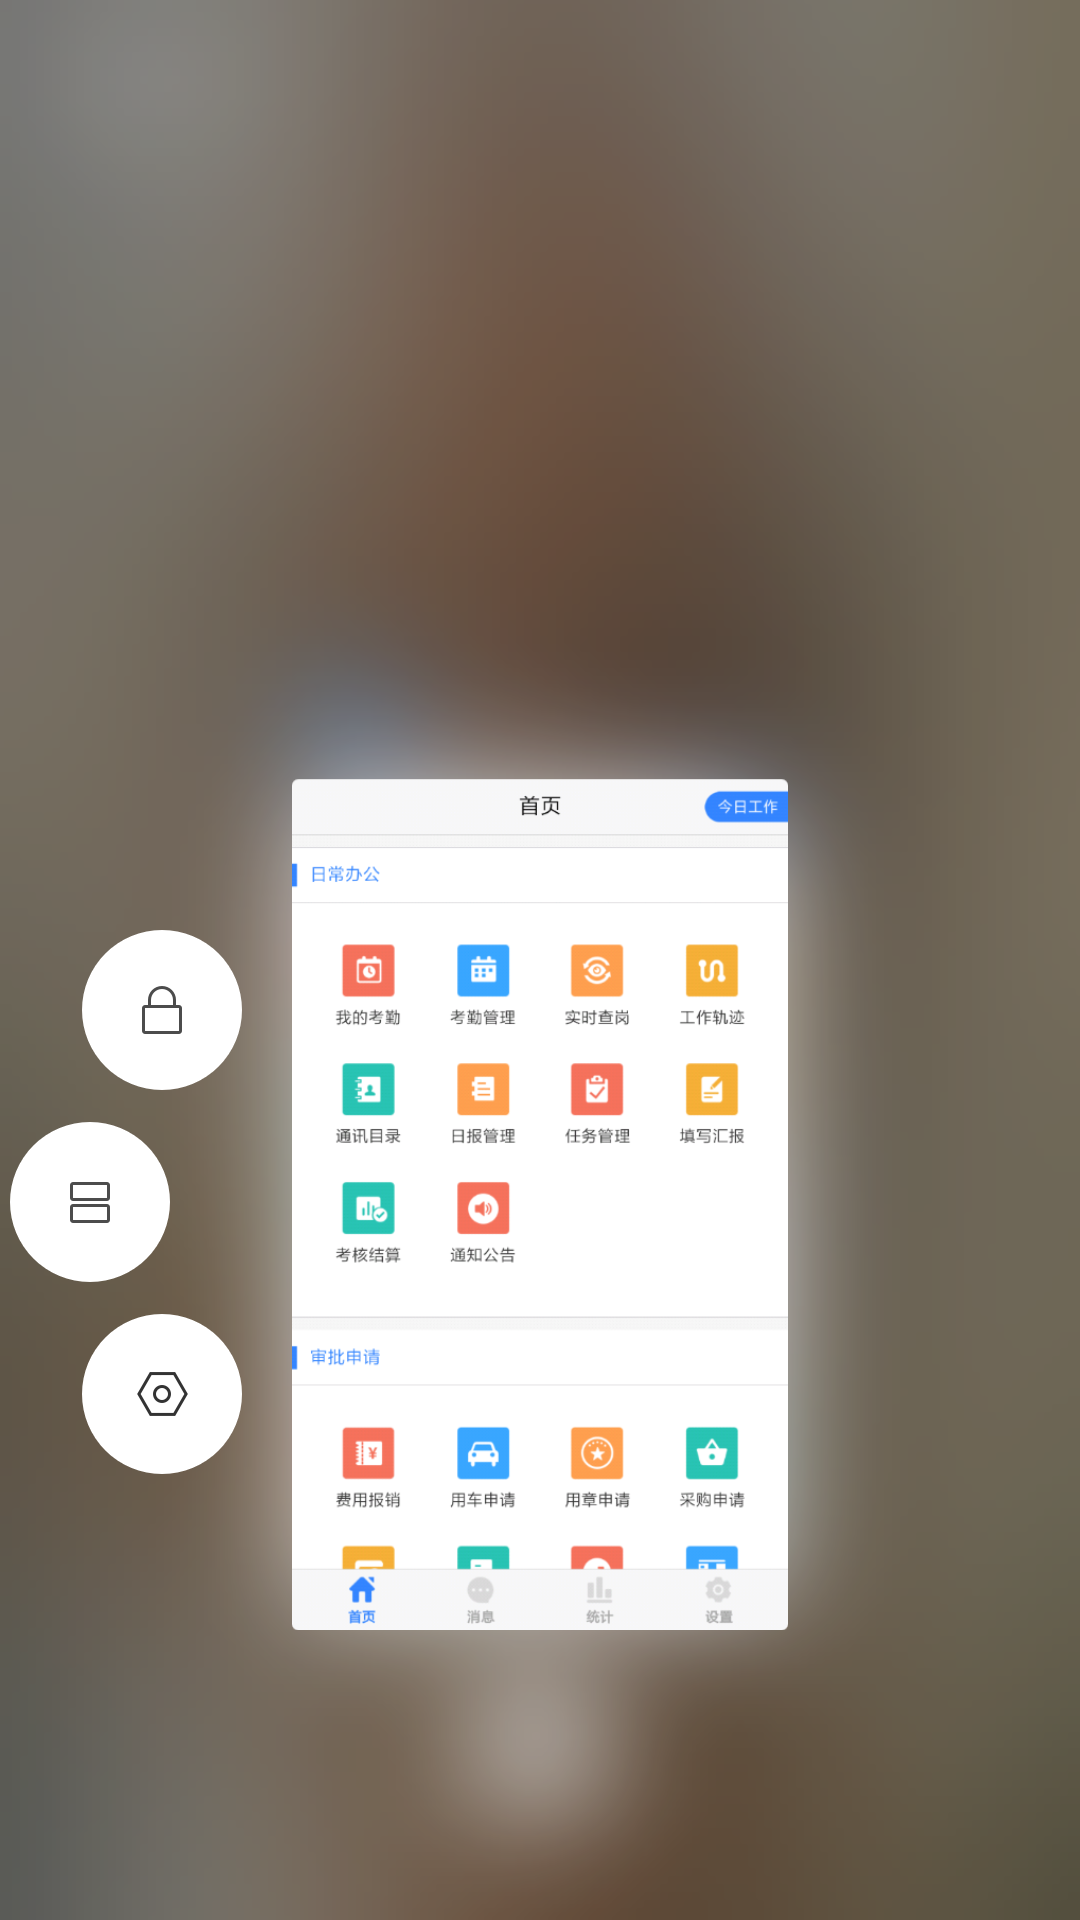 首页
今日工作
日常办公
我的考勤 考勤管理 实时查岗 工作轨迹
通讯目录 日报管理 任务管理 填写汇报
考核结算 通知公告
审批申请
费用报销 用车申请 用章申请 采购申请
首页 消息 统计 设置